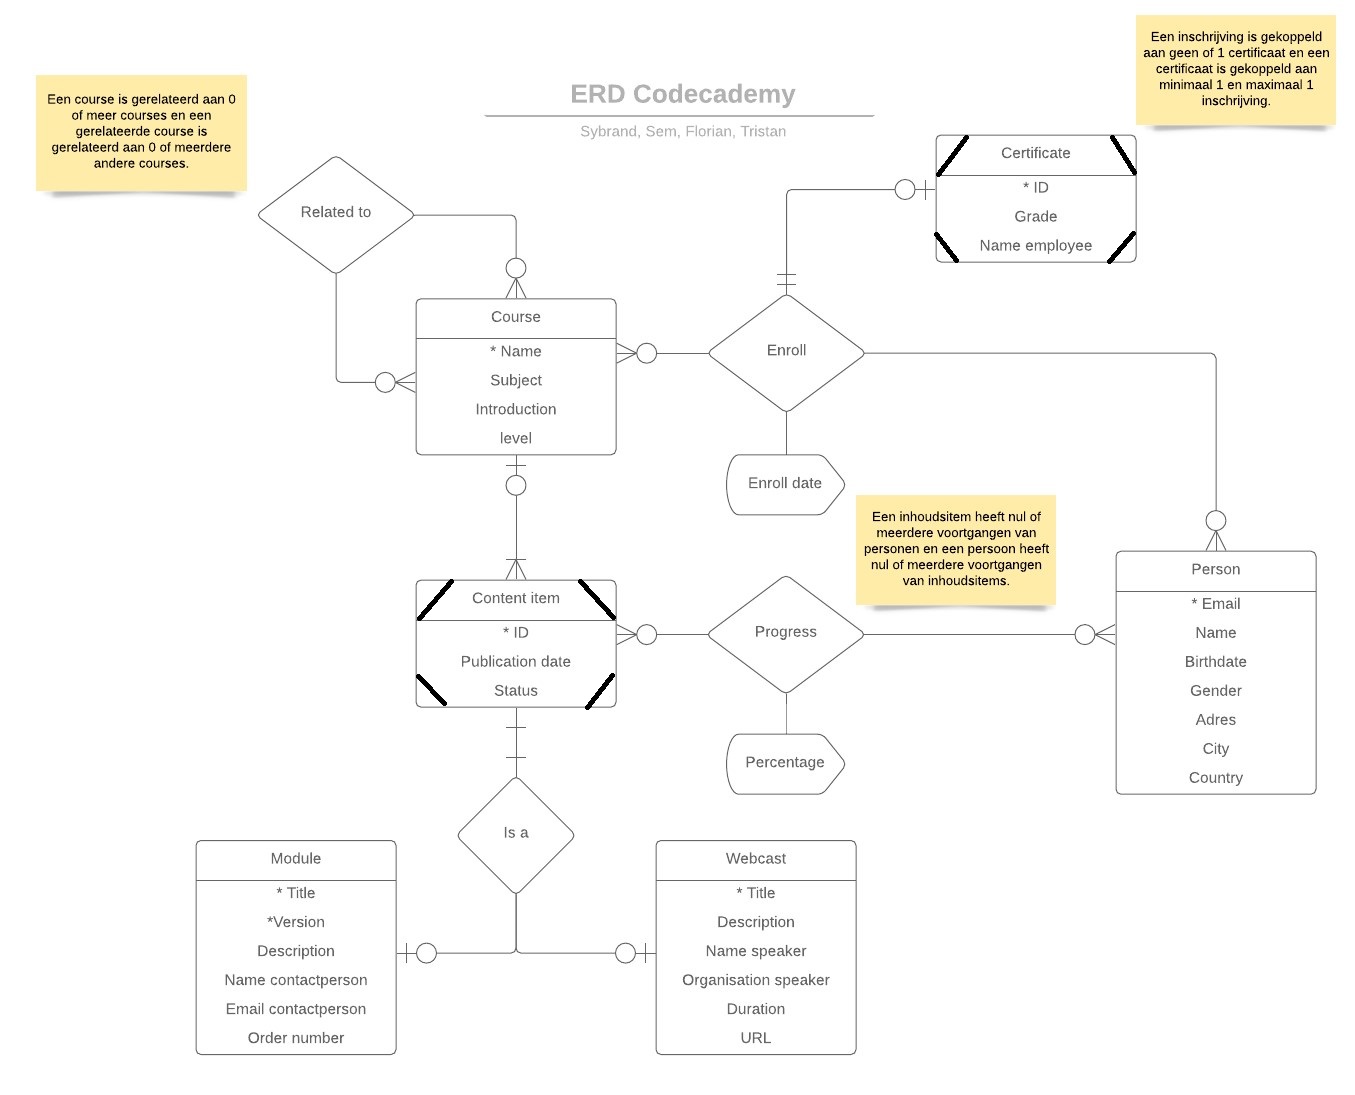 Een inschrijving is gekoppeld
aan geen of 1 certificaat en een
certificaat is gekoppeld aan
minimaal 1 en maximaal 1
inschrijving.
Een course is gerelateerd aan 0
of meer courses en een
gerelateerde course is
gerelateerd aan 0 of meerdere
andere courses.
ERD Codecademy
Sybrand, Sem, Florian, Tristan
Certificate
* ID
Grade
Name employee
Related to
Course
* Name
Subject
Introduction
level
Enroll
Enroll date
Een inhoudsitem heeft nul of
meerdere voortgangen van
personen en een persoon heeft
nul of meerdere voortgangen
van inhoudsitems.
Person
* Email
Name
Birthdate
Gender
Adres
City
Country
Content item
* ID
Publication date
Status
Progress
Percentage
Is a
Module
* Title
*Version
Description
Name contactperson
Email contactperson
Order number
Webcast
* Title
Description
Name speaker
Organisation speaker
Duration
URL